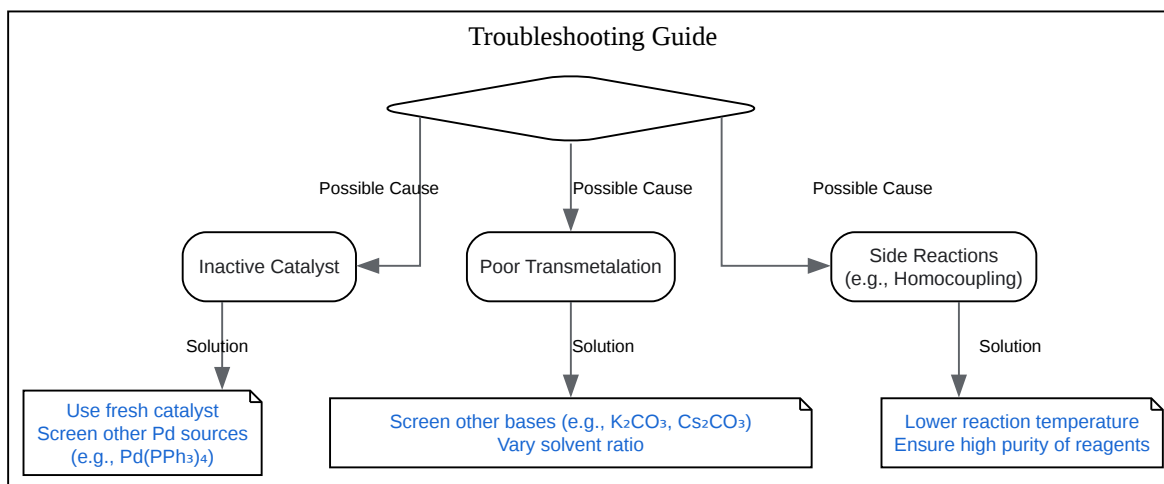 Troubleshooting Guide
Possible Cause
Possible Cause
Possible Cause
Inactive Catalyst
Poor Transmetalation
Side Reactions
(e.g., Homocoupling)
Solution
Solution
Solution
Use fresh catalyst
Screen other Pd sources
(e.g., Pd(PPh₃)₄)
Screen other bases (e.g., K₂CO₃, Cs₂CO₃)
Vary solvent ratio
Lower reaction temperature
Ensure high purity of reagents